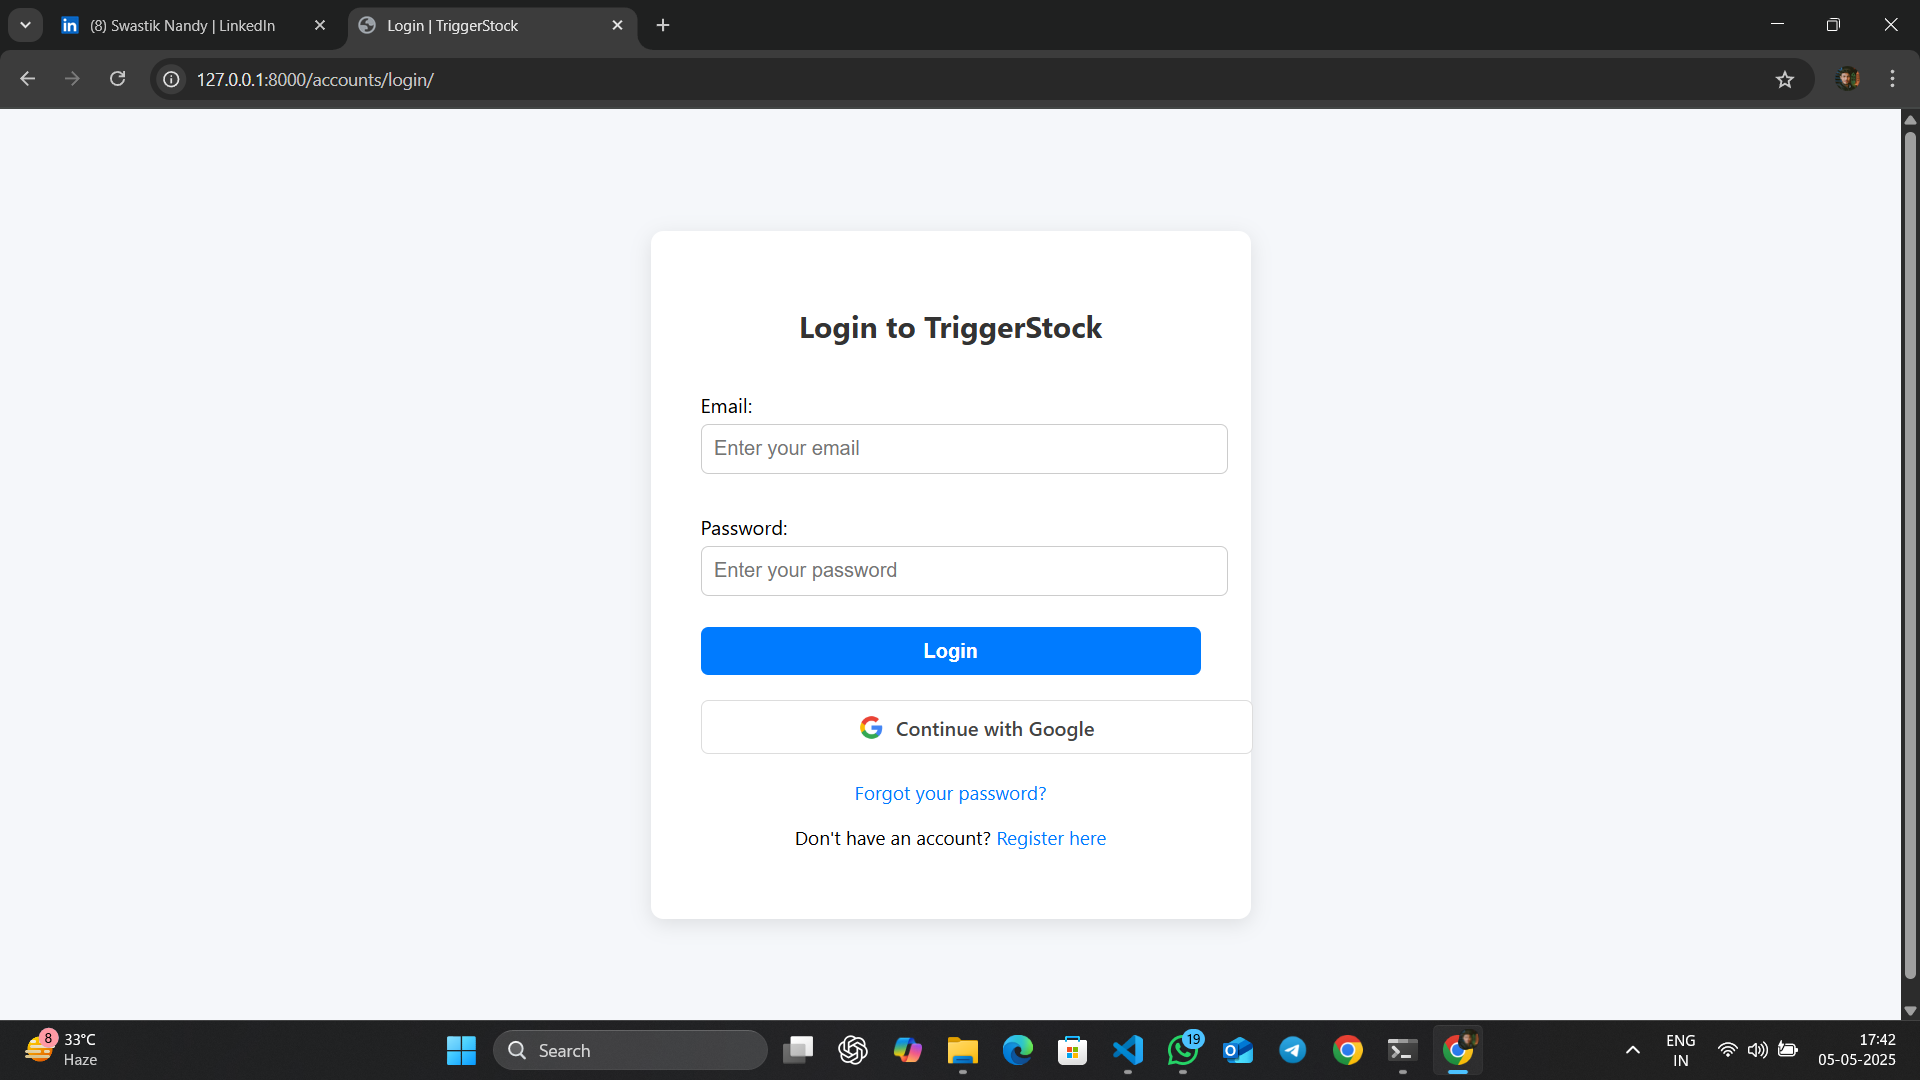 (8) Swastik Nandy | LinkedIn
Login | TriggerStock
127.0.0.1:8000/accounts/login/
Login to TriggerStock
Email:
Enter your email
Password:
Enter your password
Login
Continue with Google
Forgot your password?
Don't have an account? Register here
8
33°C
Haze
Search
19
ENG
IN
17:42
05-05-2025